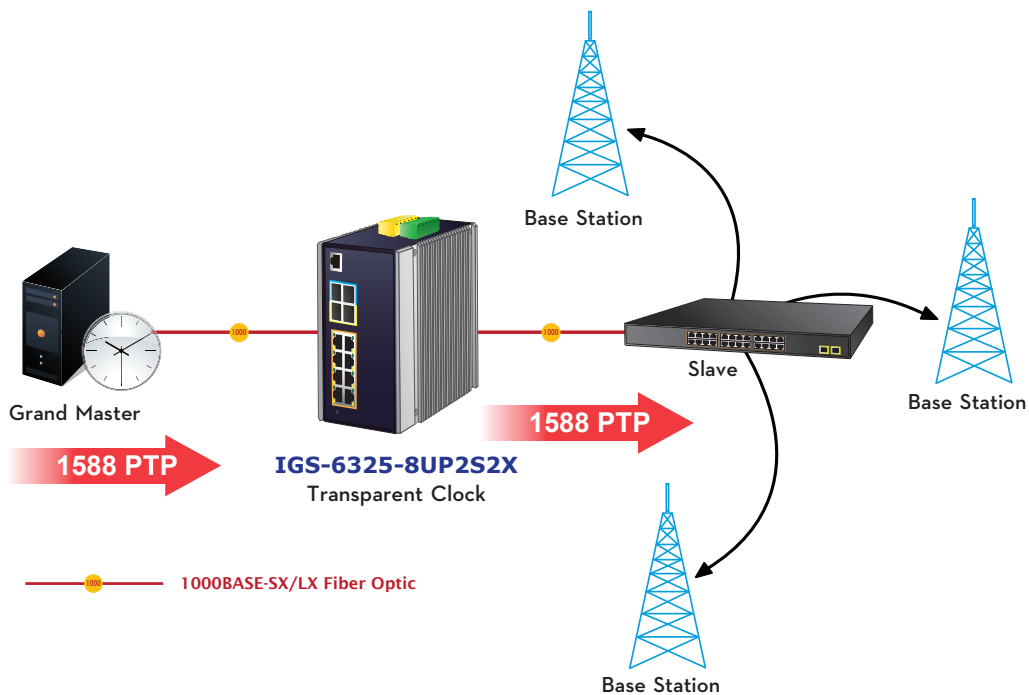 Base Station
1000
1000
Slave
Base Station
Grand Master
1588 PTP
1588 PTP
IGS-6325-8UP2S2X
Transparent Clock
1000
1000BASE-SX/LX Fiber Optic
Base Station